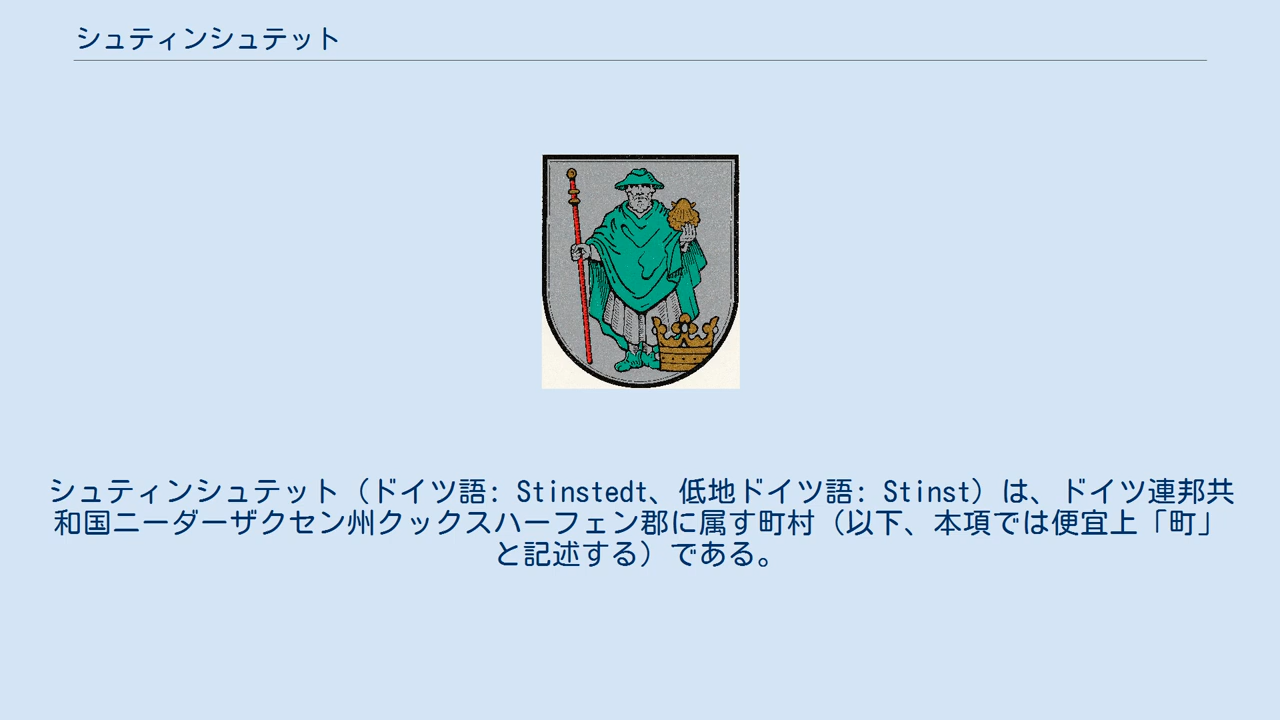 シュティンシュテット
シュティンシュテット（ドイツ語: Stinstedt、低地ドイツ語: Stinst）は、ドイツ連邦共
和国ニーダーザクセン州クックスハーフェン郡に属す町村（以下、本項では便宜上「町」
と記述する）である。